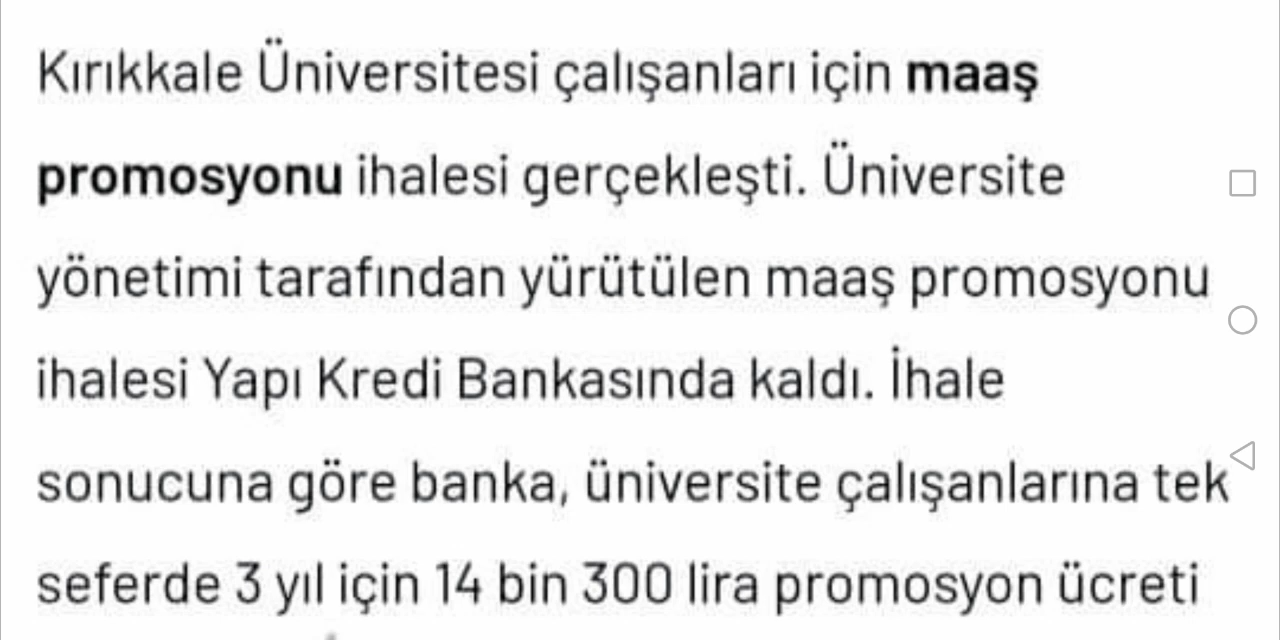 Kırıkkale Üniversitesi çalışanları için maaş
promosyonu ihalesi gerçekleşti. Üniversite
yönetimi tarafından yürütülen maaş promosyonu
ihalesi Yapı Kredi Bankasında kaldı. İhale
sonucuna göre banka, üniversite çalışanlarına tek
seferde 3 yıl için 14 bin 300 lira promosyon ücreti